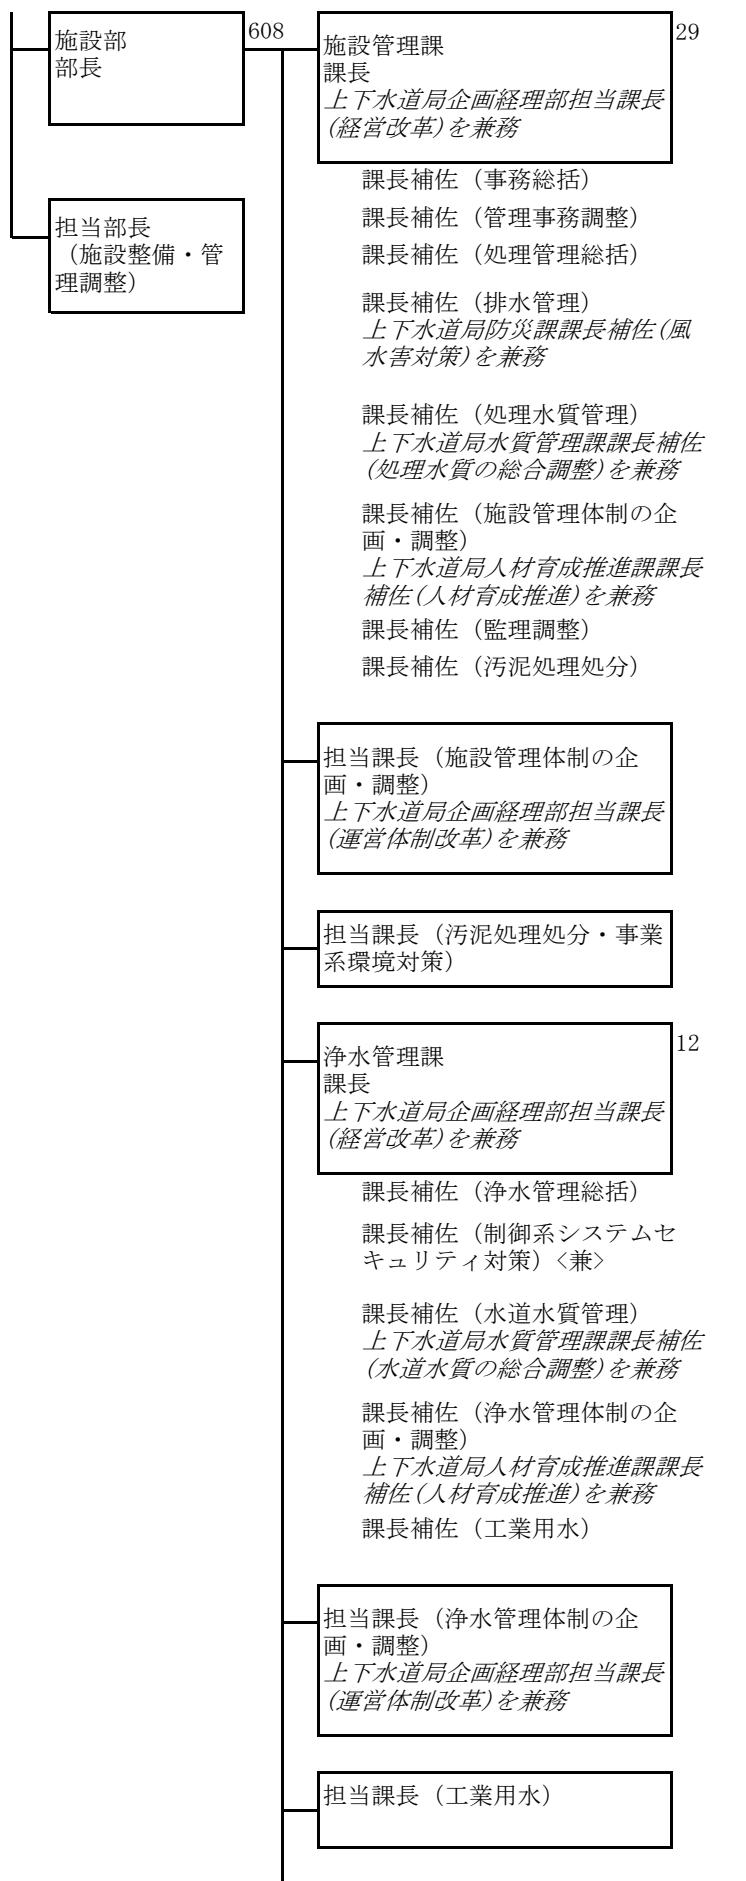 施設部
部長
608
担当部長
（施設整備・管
理調整）
施設管理課
課長
上下水道局企画経理部担当課長
(経営改革)を兼務
29
課長補佐（事務総括）
課長補佐（管理事務調整）
課長補佐（処理管理総括）
課長補佐（排水管理）
上下水道局防災課課長補佐(風
水害対策)を兼務
課長補佐（処理水質管理）
上下水道局水質管理課課長補佐
(処理水質の総合調整)を兼務
課長補佐（施設管理体制の企
画・調整）
上下水道局人材育成推進課課長
補佐(人材育成推進)を兼務
課長補佐（監理調整）
課長補佐（汚泥処理処分）
担当課長（施設管理体制の企
画・調整）
上下水道局企画経理部担当課長
(運営体制改革)を兼務
担当課長（汚泥処理処分・事業
系環境対策）
浄水管理課
課長
上下水道局企画経理部担当課長
(経営改革)を兼務
12
課長補佐（浄水管理総括）
課長補佐（制御系システムセ
キュリティ対策）<兼>
課長補佐（水道水質管理）
上下水道局水質管理課課長補佐
(水道水質の総合調整)を兼務
課長補佐（浄水管理体制の企
画・調整）
上下水道局人材育成推進課課長
補佐(人材育成推進)を兼務
課長補佐（工業用水）
担当課長（浄水管理体制の企
画・調整）
上下水道局企画経理部担当課長
(運営体制改革)を兼務
担当課長（工業用水）